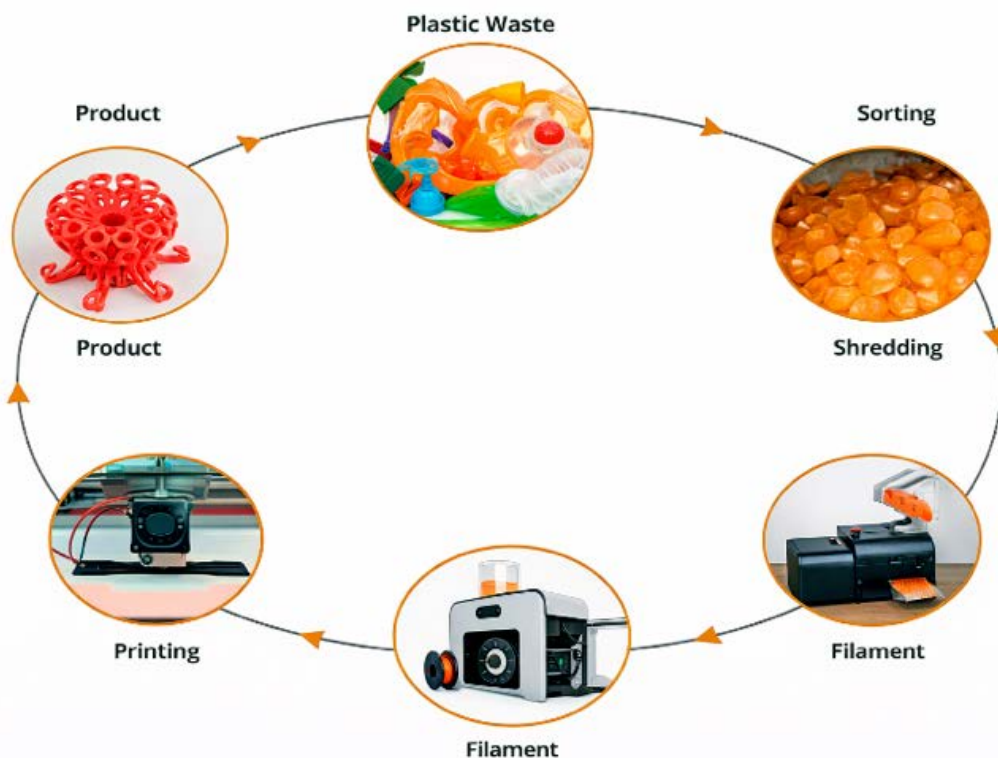 Plastic Waste
Product
Sorting
Product
Shredding
Printing
Filament
Filament